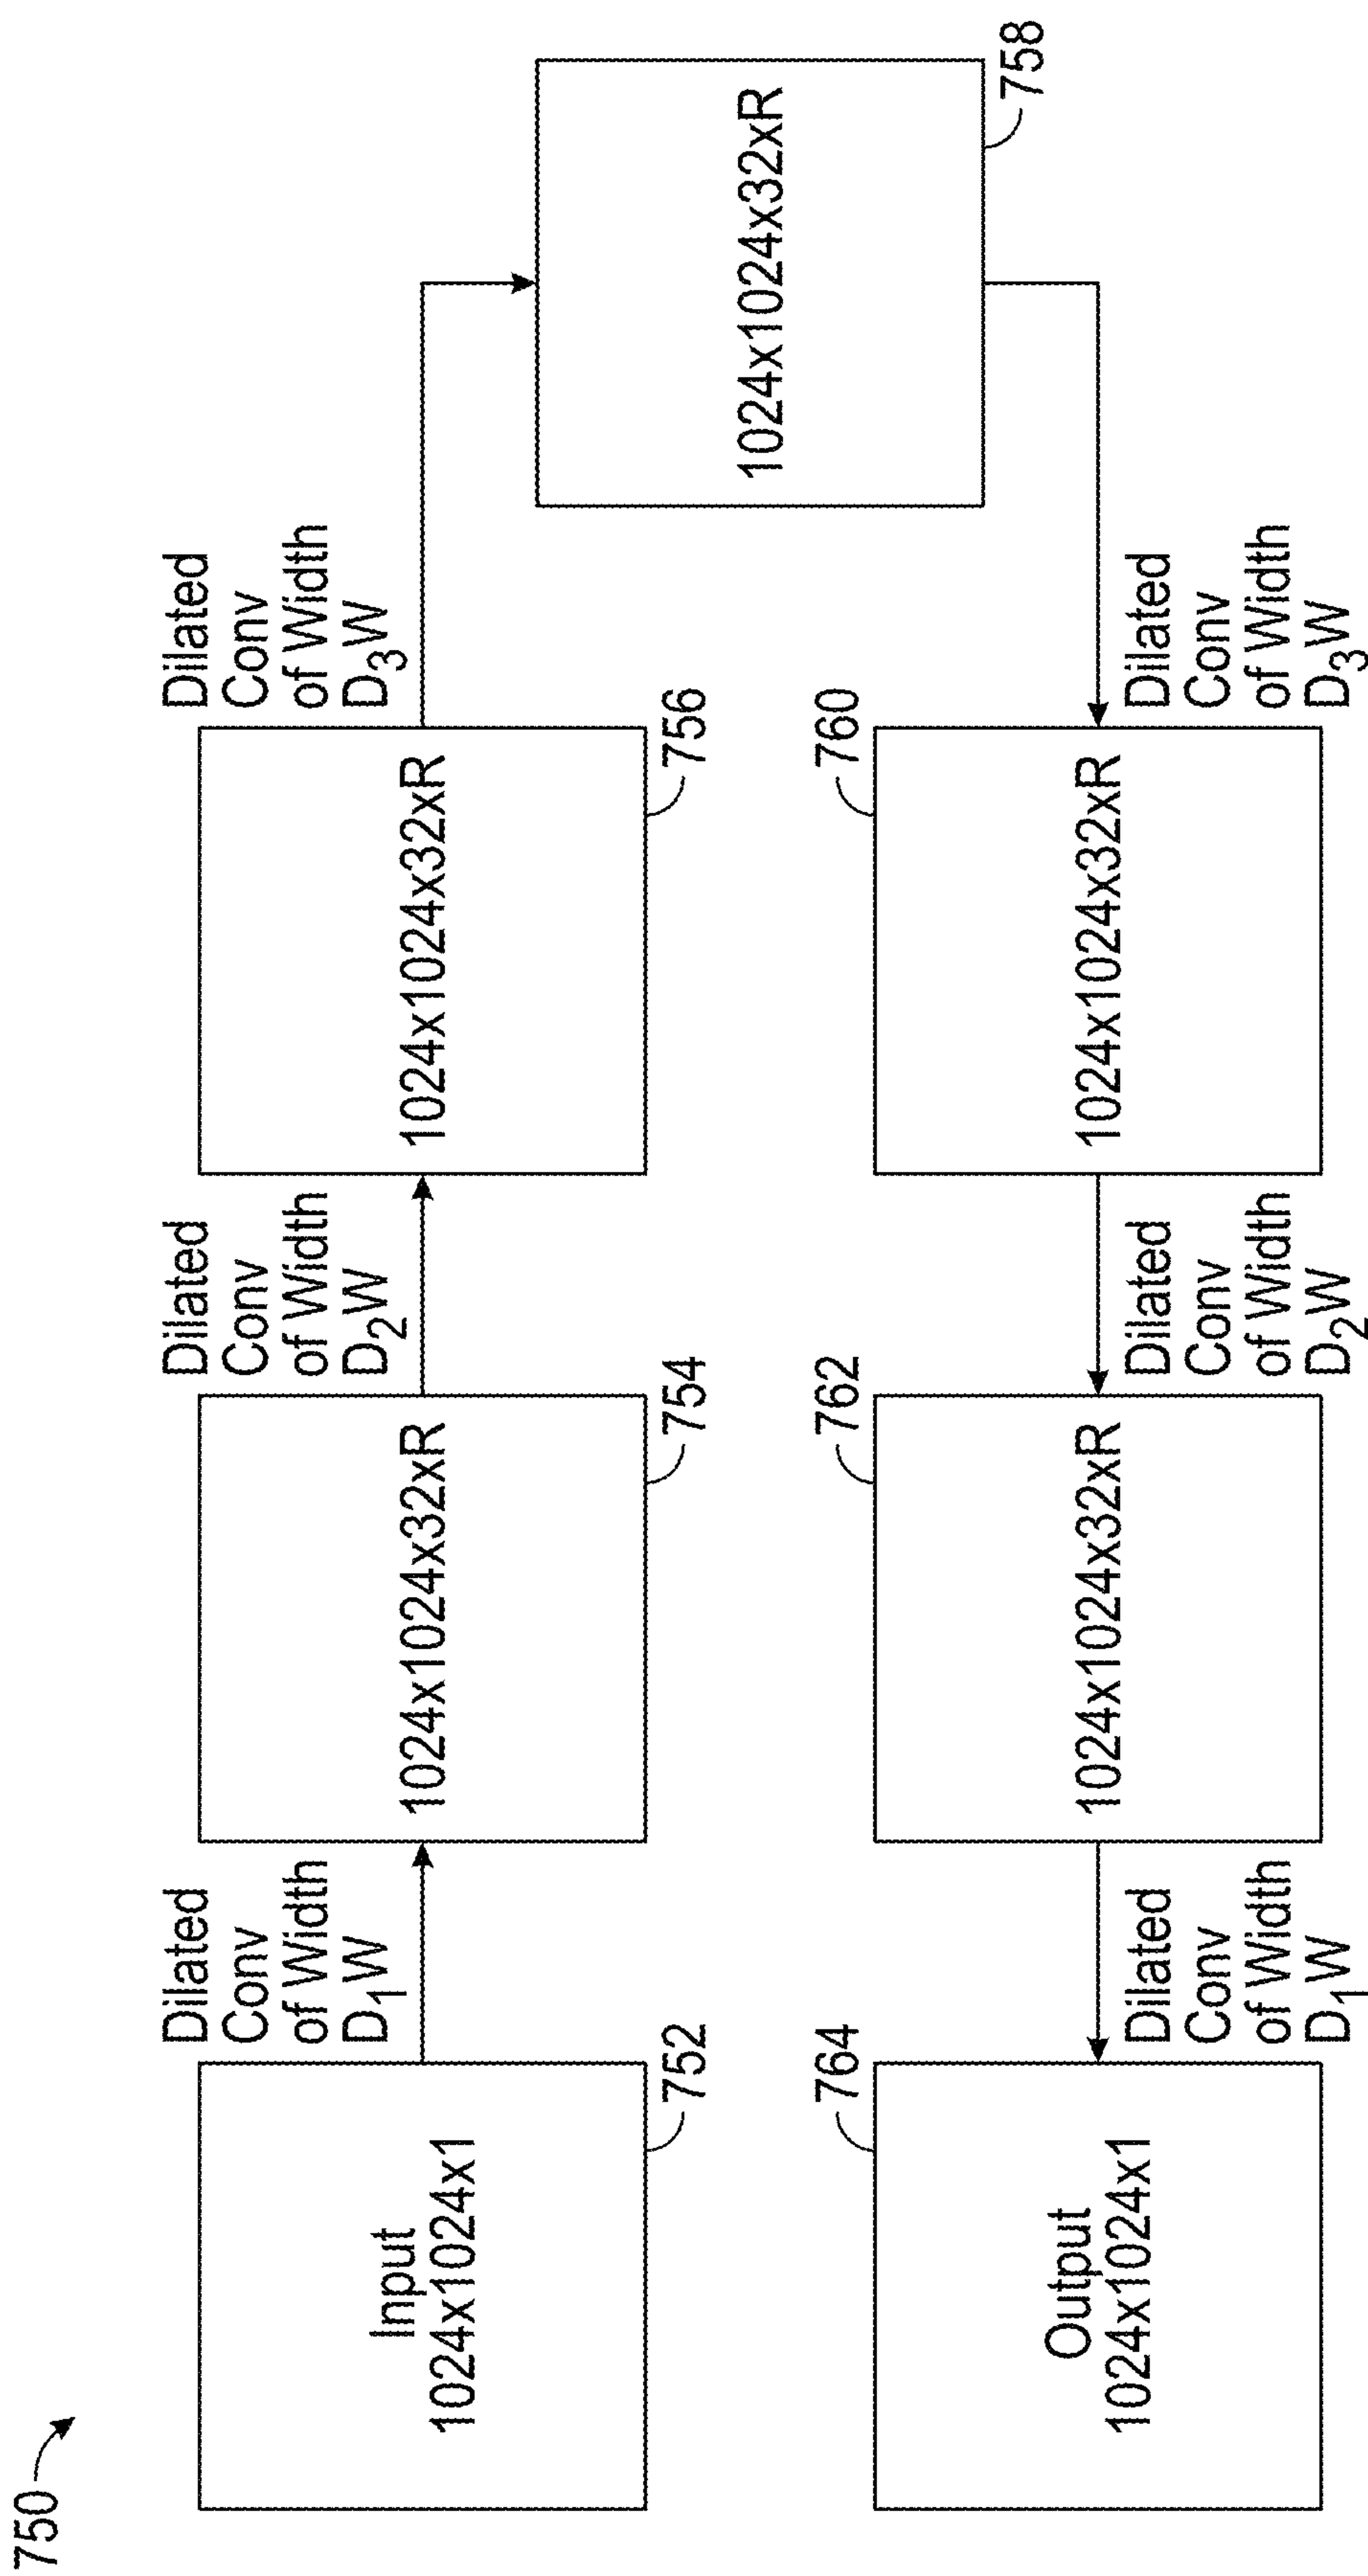 750
Dilated
Conv
of Width
D₁W
Dilated
Conv
of Width
D₂W
Dilated
Conv
of Width
D₃W
Input
1024x1024x1
752
1024x1024x32xR
754
1024x1024x32xR
756
1024x1024x32xR
758
764
Output
1024x1024x1
762
1024x1024x32xR
760
1024x1024x32xR
Dilated
Conv
of Width
D₁W
Dilated
Conv
of Width
D₂W
Dilated
Conv
of Width
D₃W